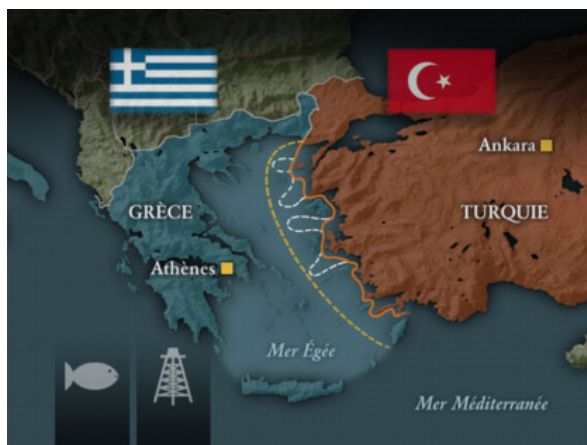 Ankara
GRÈCE
TURQUIE
Athènes
Mer Égée
Mer Méditerranée